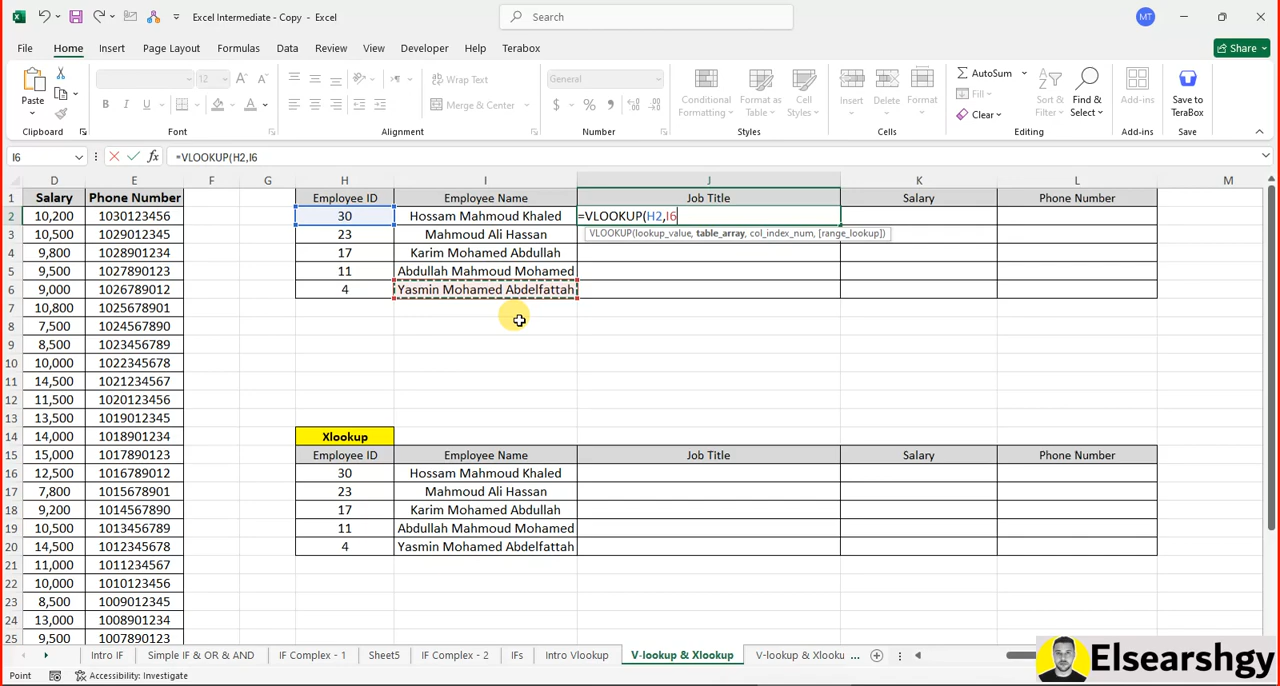 Excel Intermediate - Copy - Excel
Search
MT
File Home Insert Page Layout Formulas Data Review View Developer Help Terabox
Share
Paste
12
Wrap Text
Merge & Center
General
Conditional Formatting
Format as Table
Cell Styles
Insert
Delete
Format
AutoSum
Fill
Clear
Sort & Filter
Find & Select
Add-ins
Save to TeraBox
Clipboard Font Alignment Number Styles Cells Editing Add-ins Save
I6 fx =VLOOKUP(H2,I6
D E F G H I J K L M
1 Salary Phone Number Employee ID Employee Name Job Title Salary Phone Number
2 10,200 1030123456 30 Hossam Mahmoud Khaled =VLOOKUP(H2,I6
3 10,500 1029012345 23 Mahmoud Ali Hassan VLOOKUP(lookup_value, table_array, col_index_num, [range_lookup])
4 9,800 1028901234 17 Karim Mohamed Abdullah
5 9,500 1027890123 11 Abdullah Mahmoud Mohamed
6 9,000 1026789012 4 Yasmin Mohamed Abdelfattah
7 10,800 1025678901
8 7,500 1024567890
9 8,500 1023456789
10 10,000 1022345678
11 14,500 1021234567
12 11,500 1020123456
13 13,500 1019012345
14 14,000 1018901234 Xlookup
15 15,000 1017890123 Employee ID Employee Name Job Title Salary Phone Number
16 12,500 1016789012 30 Hossam Mahmoud Khaled
17 7,800 1015678901 23 Mahmoud Ali Hassan
18 9,200 1014567890 17 Karim Mohamed Abdullah
19 10,500 1013456789 11 Abdullah Mahmoud Mohamed
20 14,500 1012345678 4 Yasmin Mohamed Abdelfattah
21 11,000 1011234567
22 10,000 1010123456
23 8,500 1009012345
24 13,000 1008901234
25 9,500 1007890123
Intro IF Simple IF & OR & AND IF Complex - 1 Sheet5 IF Complex - 2 IFs Intro Vlookup V-lookup & Xlookup V-lookup & Xlooku ...
Point Accessibility: Investigate
Elsearshgy